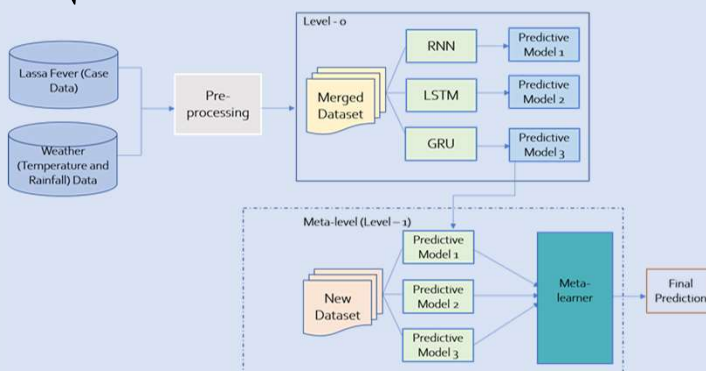 Level - 0
Lassa Fever (Case
Data)
Weather
(Temperature and
Rainfall) Data
Pre-
processing
Merged
Dataset
RNN
LSTM
GRU
Predictive
Model 1
Predictive
Model 2
Predictive
Model 3
Meta-level (Level – 1)
New
Dataset
Predictive
Model 1
Predictive
Model 2
Predictive
Model 3
Meta-
learner
Final
Prediction